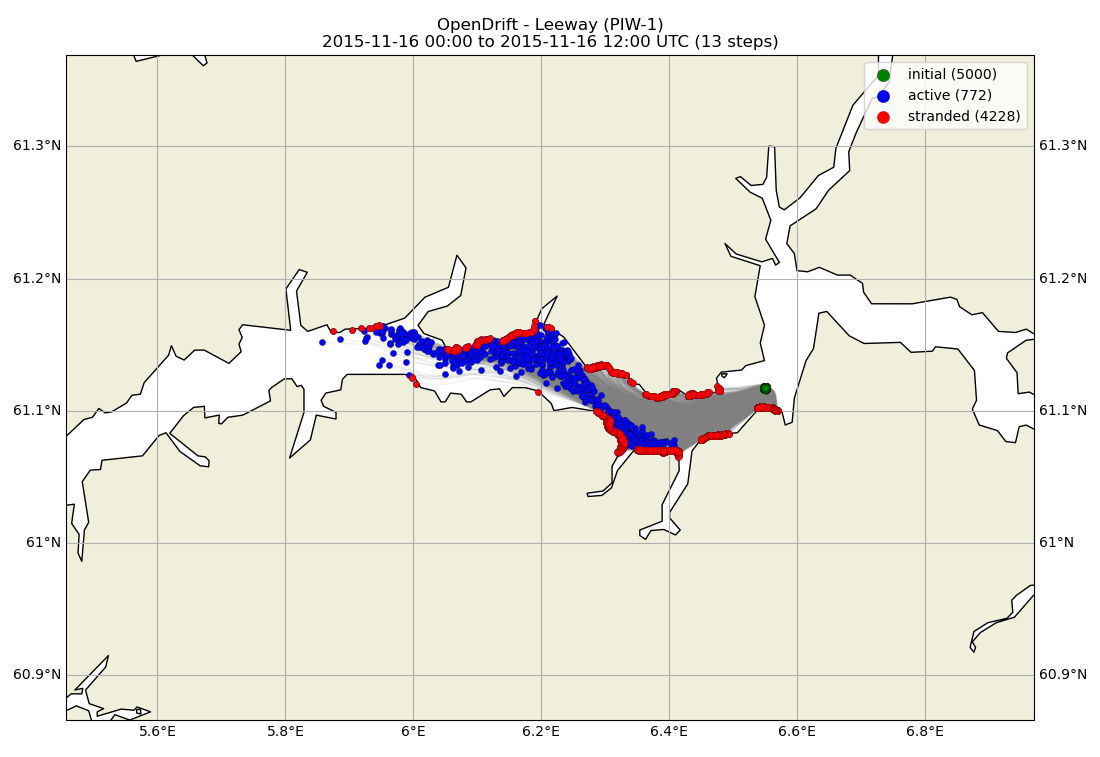 OpenDrift - Leeway (PIW-1)
2015-11-16 00:00 to 2015-11-16 12:00 UTC (13 steps)
initial (5000)
active (772)
stranded (4228)
61.3°N 61.3°N
61.2°N 61.2°N
61.1°N 61.1°N
61°N 61°N
60.9°N 60.9°N
5.6°E 5.8°E 6°E 6.2°E 6.4°E 6.6°E 6.8°E